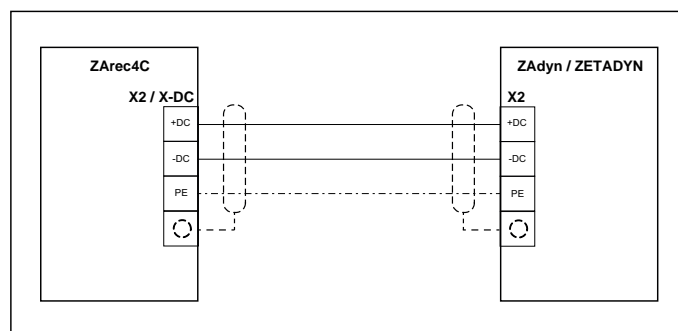 ZArec4C
X2 / X-DC
+DC
-DC
PE
ZAdyn / ZETADYN
X2
+DC
-DC
PE